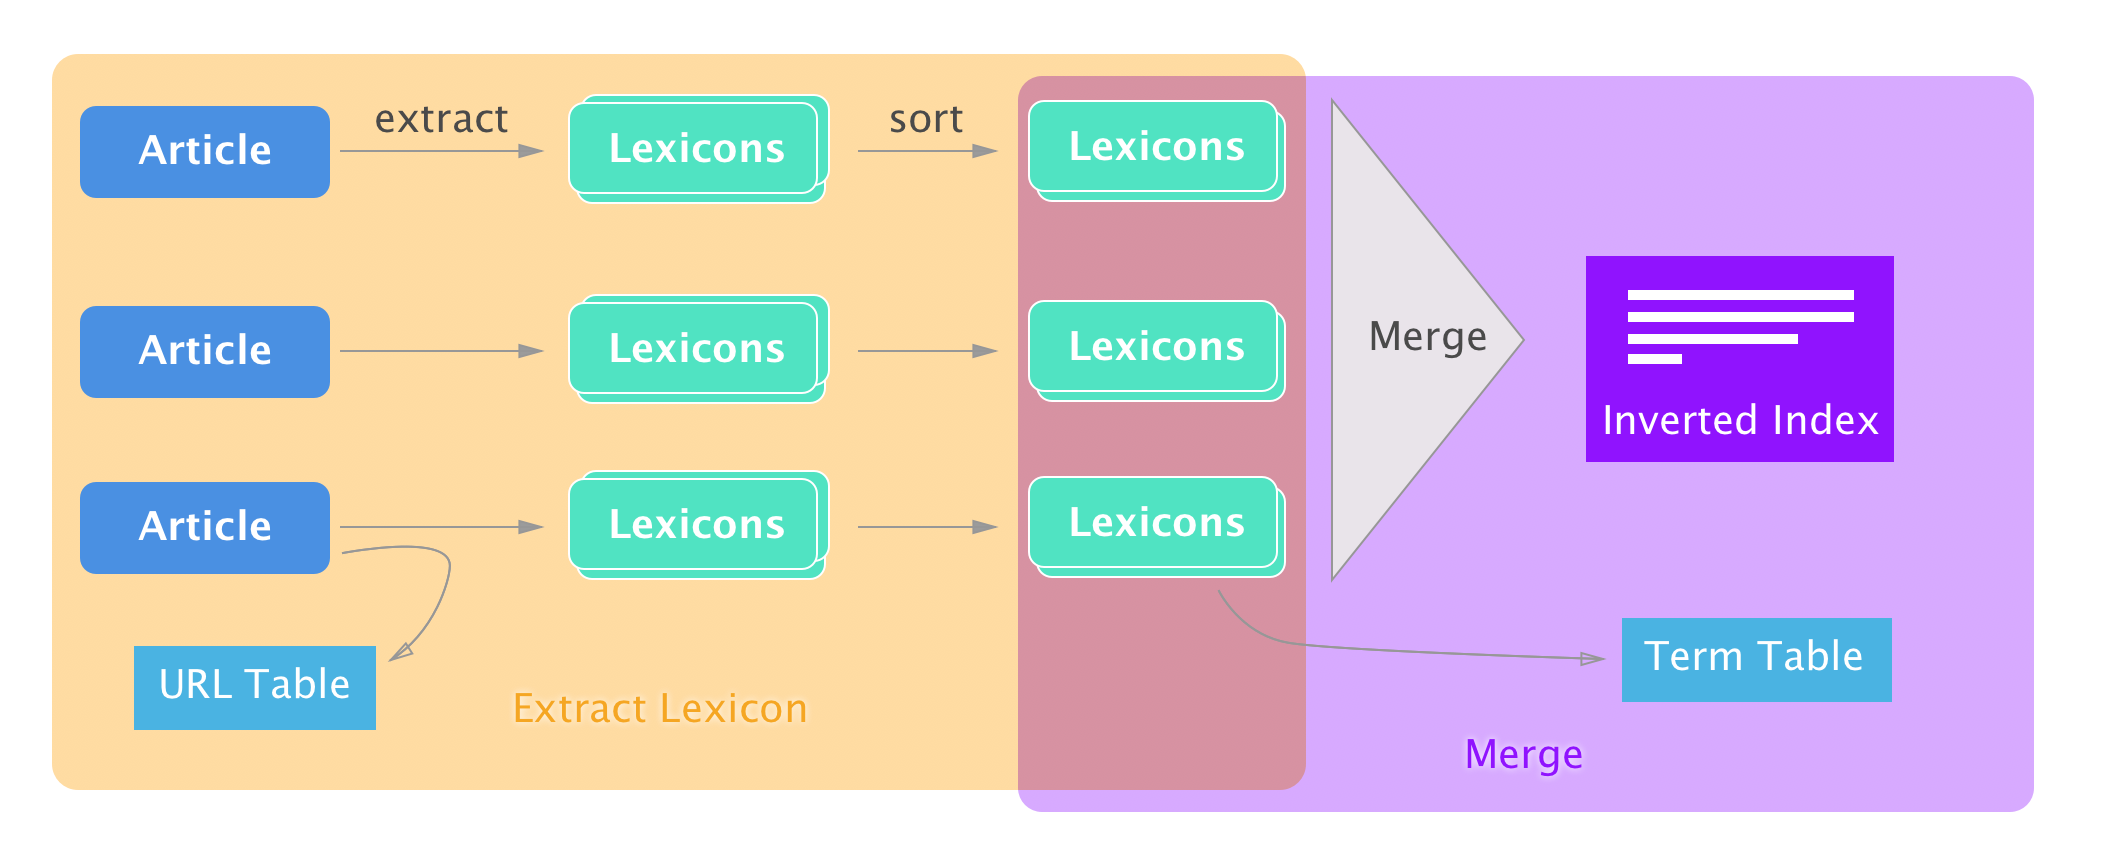 extract
sort
Article
Lexicons
Lexicons
Article
Lexicons
Lexicons
Merge
Inverted Index
Article
Lexicons
Lexicons
URL Table
Term Table
Extract Lexicon
Merge